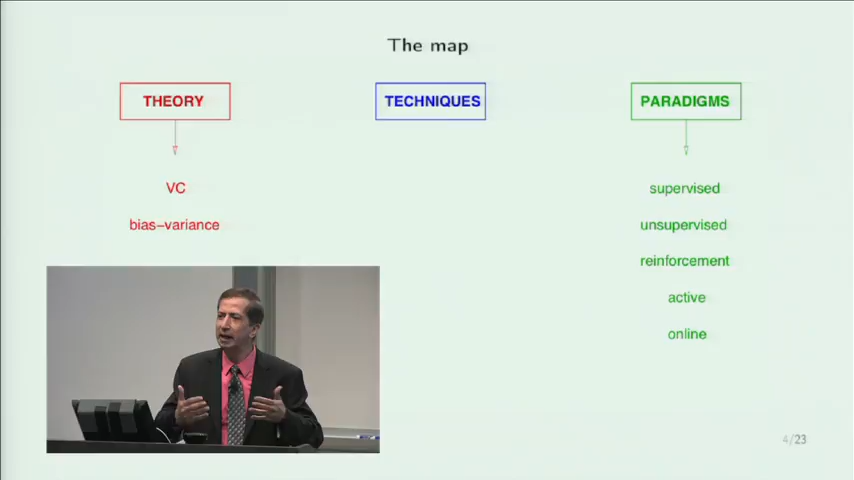 The map
THEORY
TECHNIQUES
PARADIGMS
VC
bias–variance
supervised
unsupervised
reinforcement
active
online
4/23